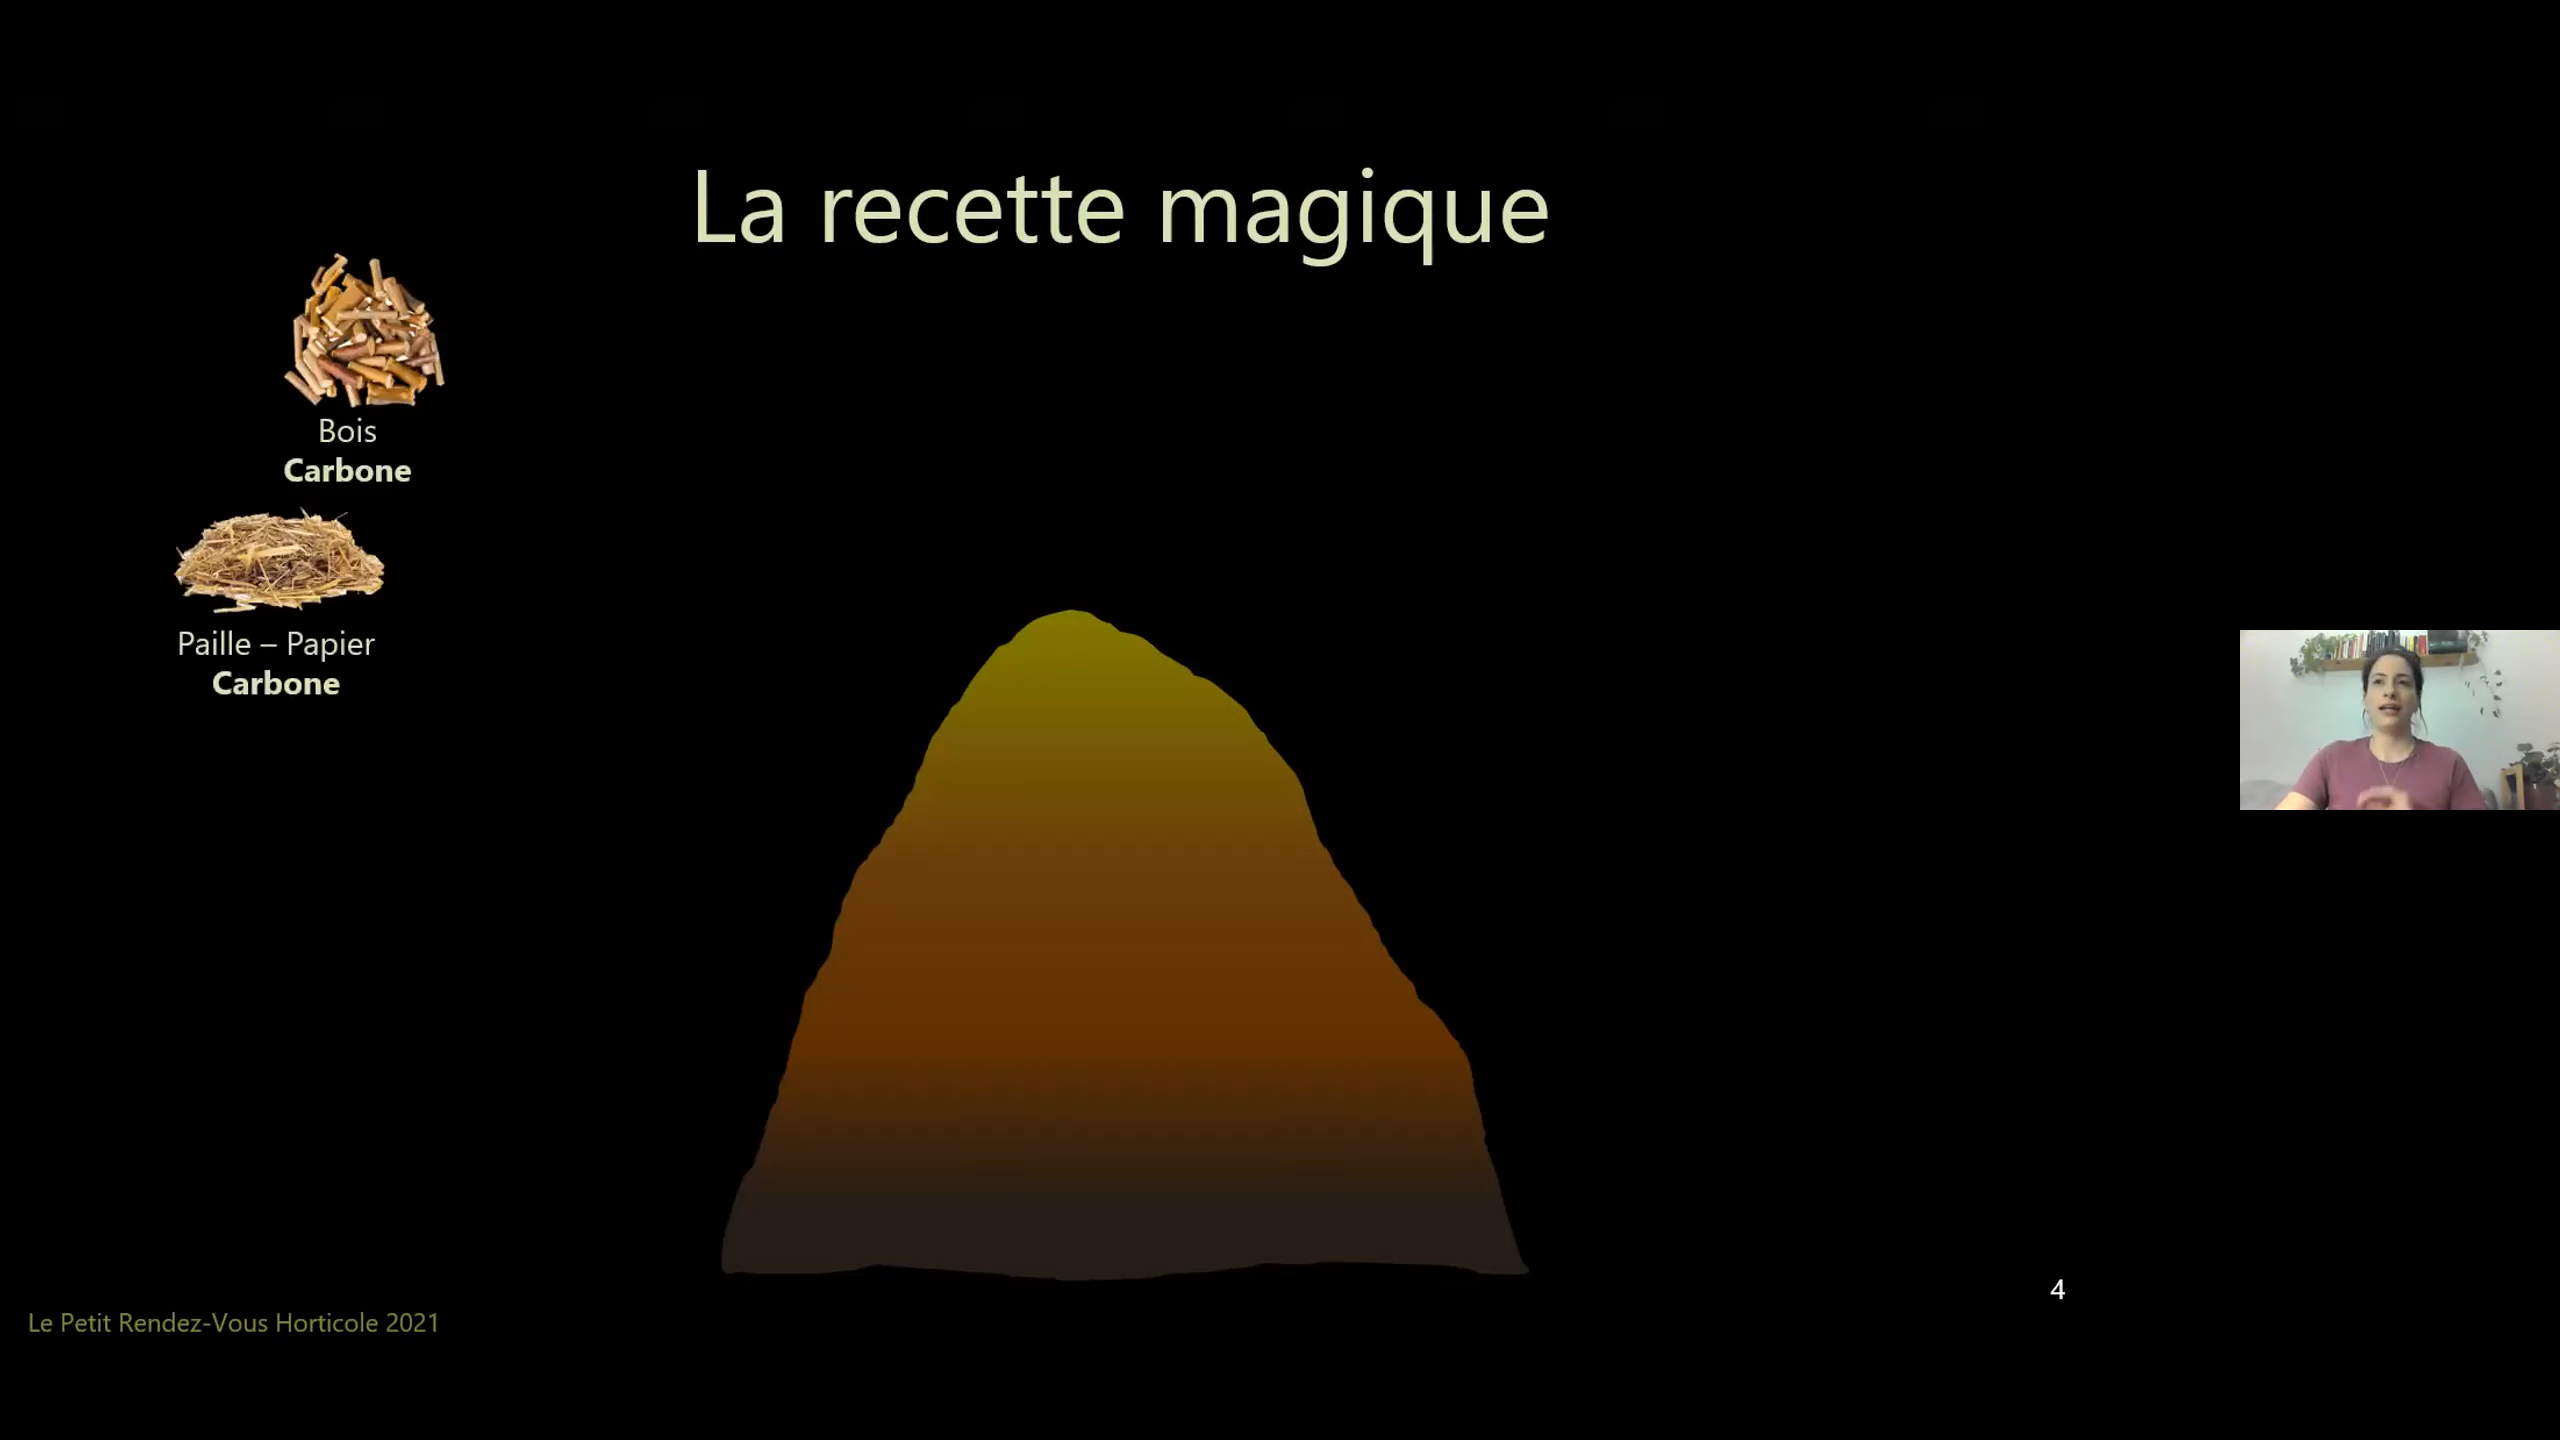 La recette magique
Bois
Carbone
Paille – Papier
Carbone
4
Le Petit Rendez-Vous Horticole 2021